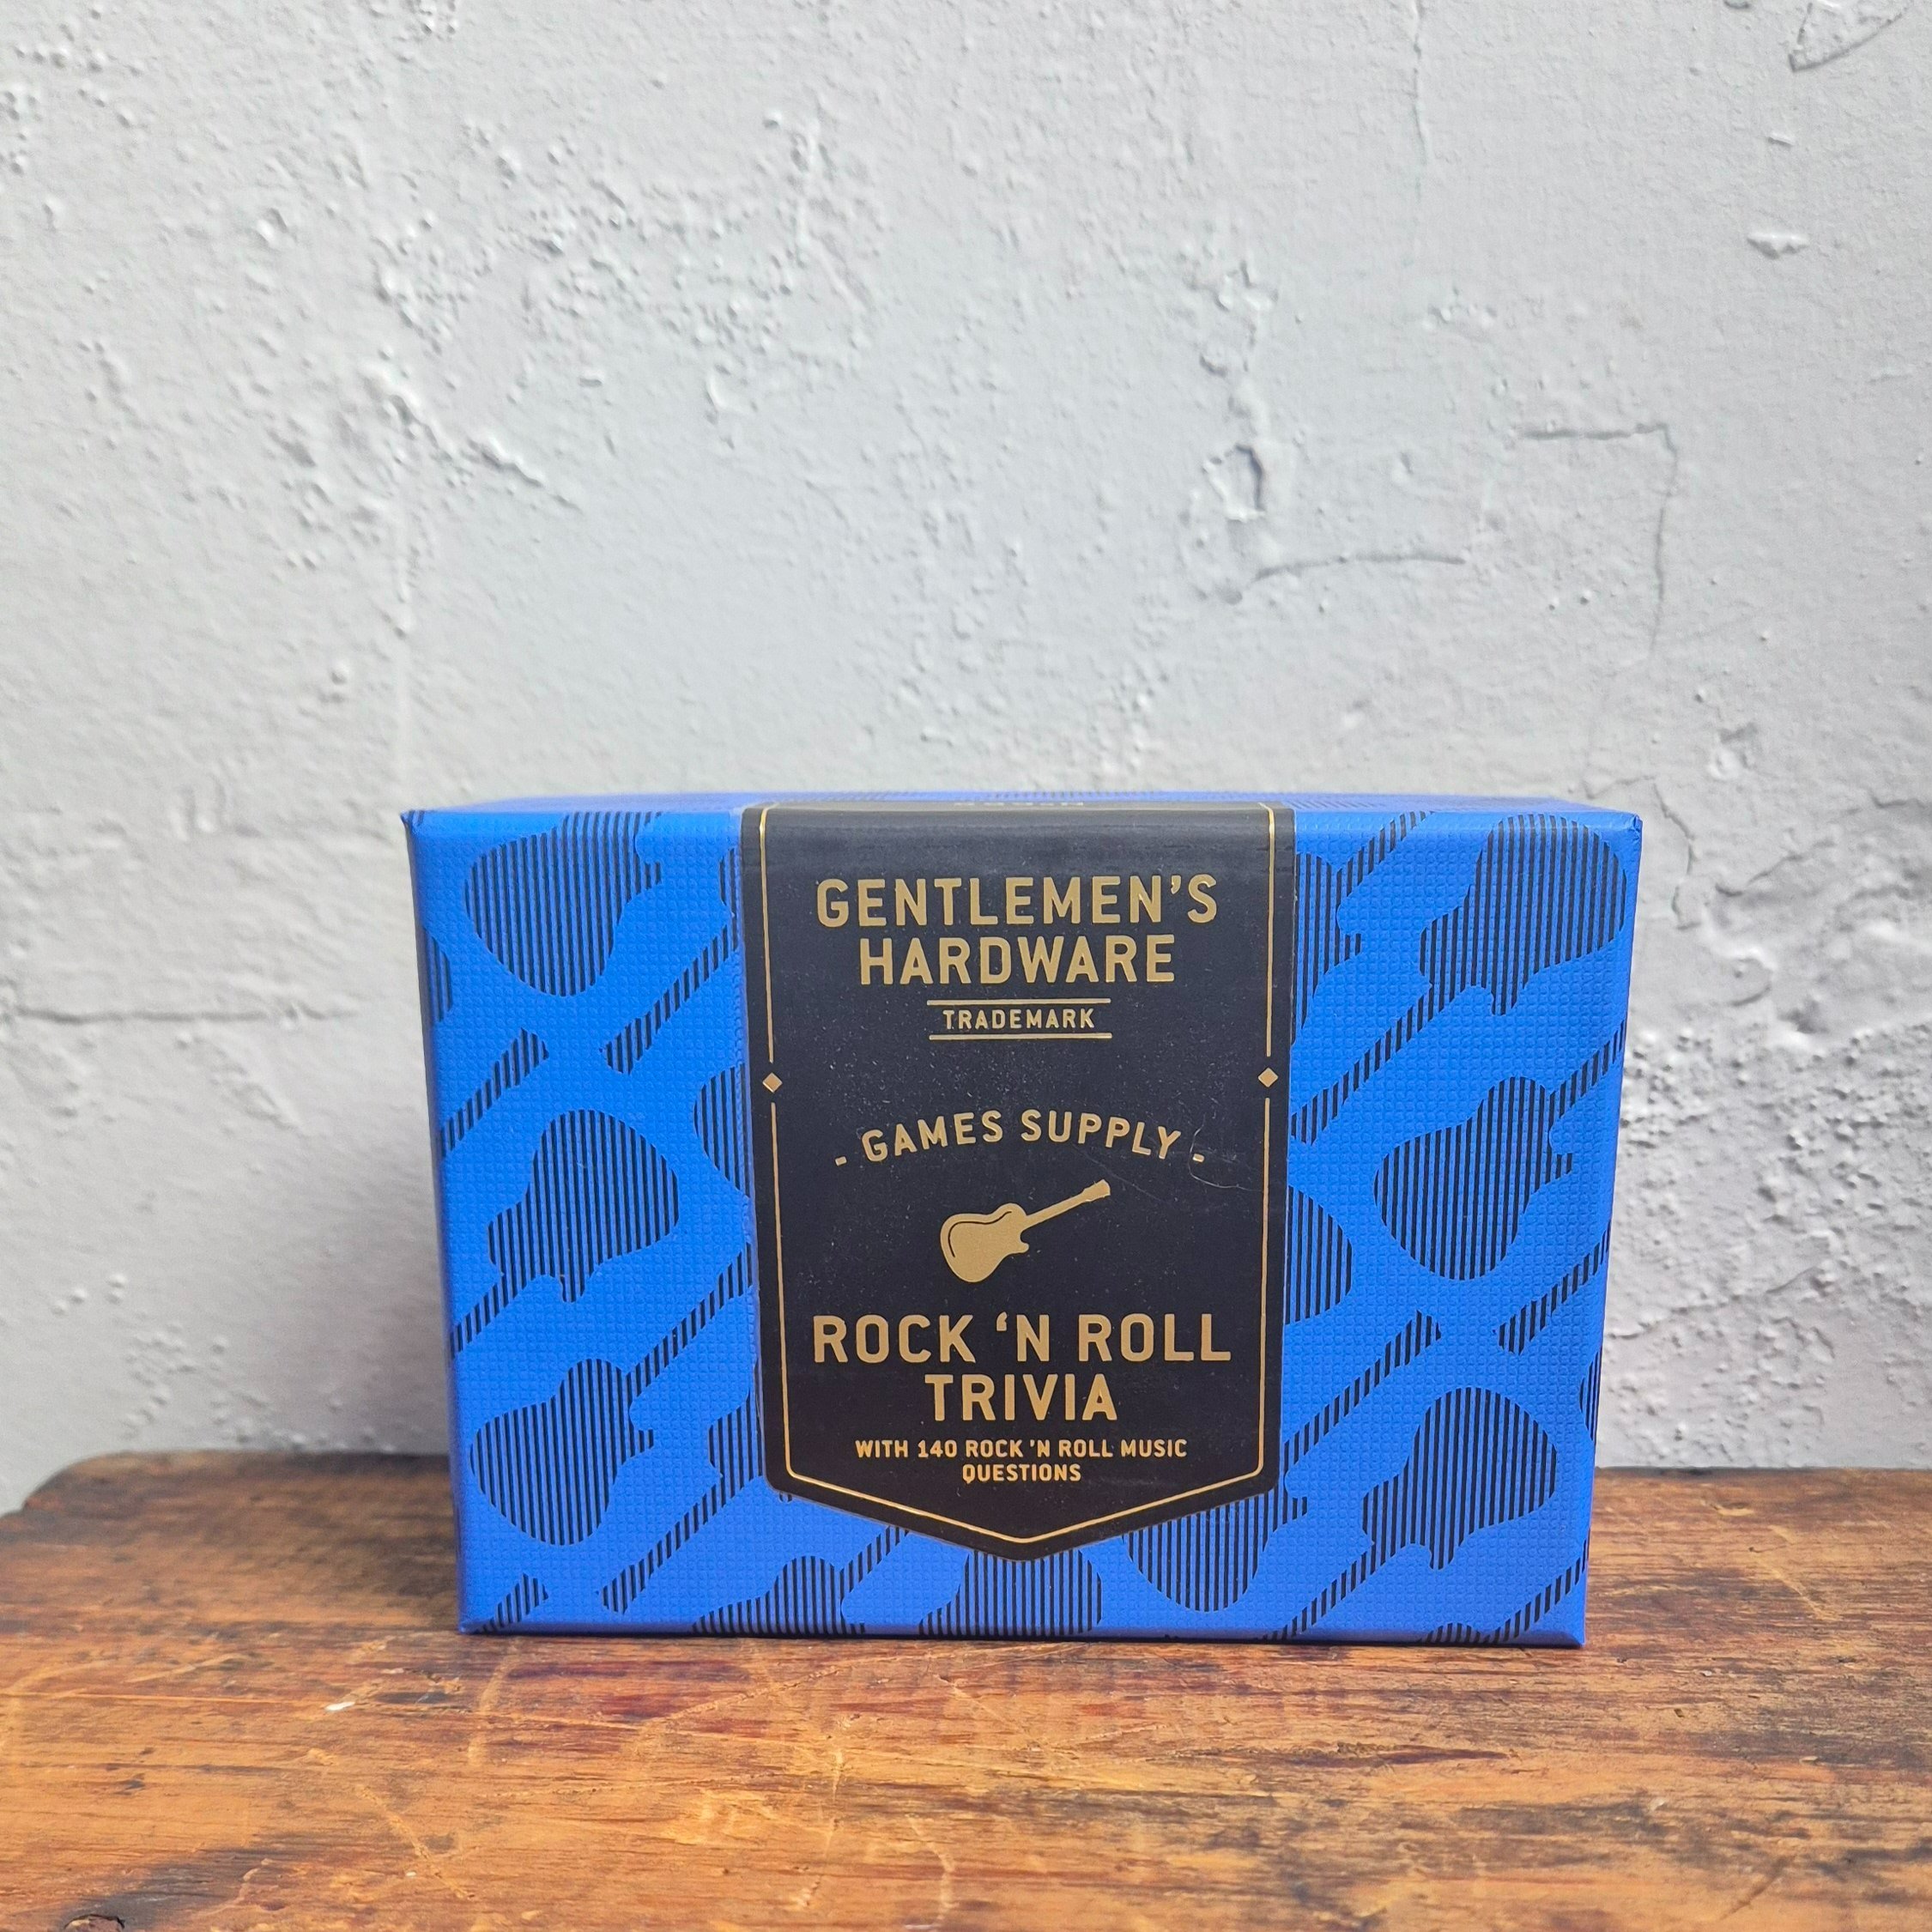 GENTLEMEN'S
HARDWARE
TRADEMARK
- GAMES SUPPLY -
ROCK ‘N ROLL
TRIVIA
WITH 140 ROCK 'N ROLL MUSIC
QUESTIONS